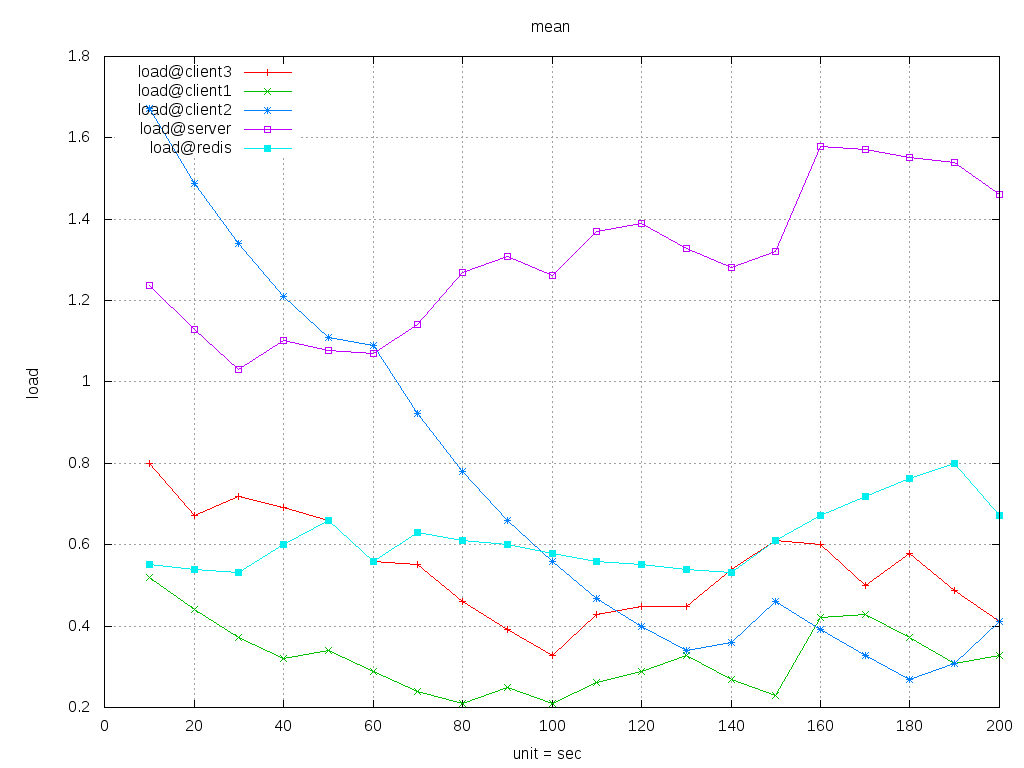 mean
1.8
1.6
1.4
1.2
1
0.8
0.6
0.4
0.2
load
load@client3
load@client1
load@client2
load@server
load@redis
0 20 40 60 80 100 120 140 160 180 200
unit = sec